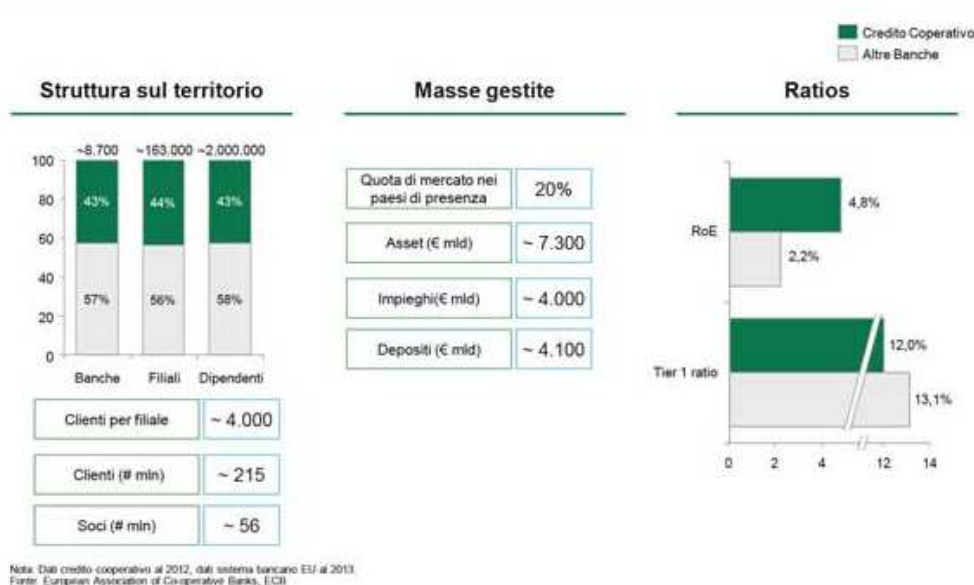 Credito Coperativo
Altre Banche
Struttura sul territorio
Masse gestite
Ratios
~8.700 ~163.000 ~2.000.000
100
80
60
40
20
0
43% 44% 43%
57% 56% 58%
Banche Filiali Dipendenti
Clienti per filiale ~ 4.000
Clienti (# mln) ~ 215
Soci (# mln) ~ 56
Quota di mercato nei
paesi di presenza 20%
Asset (€ mld) ~ 7.300
Impieghi(€ mld) ~ 4.000
Depositi (€ mld) ~ 4.100
RoE
4,8%
2,2%
Tier 1 ratio
12,0%
13,1%
0 2 4 12 14
Nota: Dati credito cooperativo al 2012, dati sistema bancario EU al 2013.
Fonte: European Association of Co-operative Banks, ECB